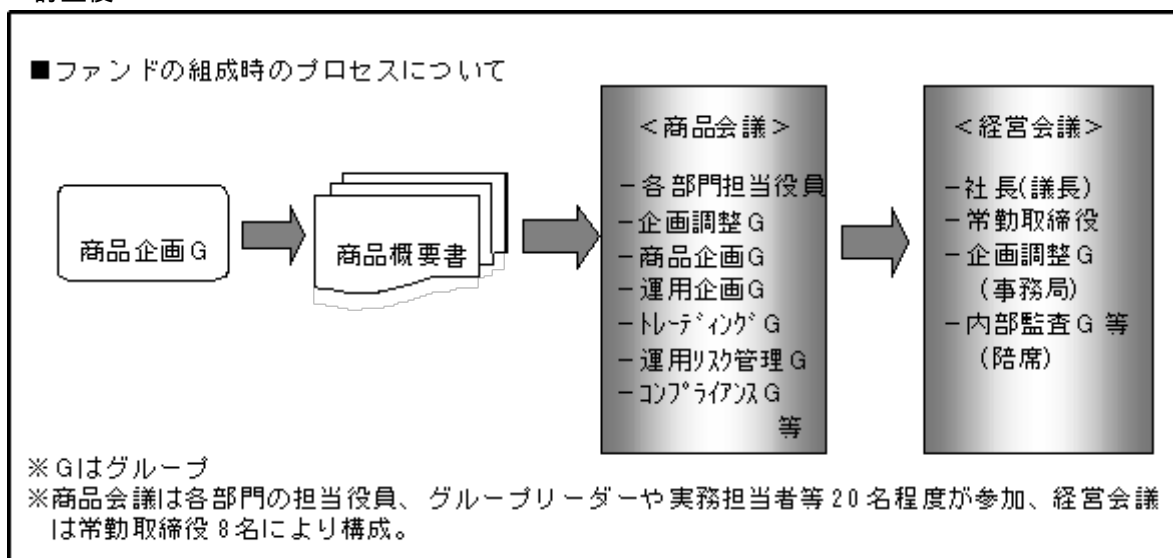 ■ファンドの組成時のプロセスについて
商品企画G
商品概要書
＜商品会議＞
－各部門担当役員
－企画調整G
－商品企画G
－運用企画G
－ﾄﾚｰﾃﾞｨﾝｸﾞG
－運用ﾘｽｸ管理G
－ｺﾝﾌﾟﾗｲｱﾝｽG
等
＜経営会議＞
－社長(議長)
－常勤取締役
－企画調整G
(事務局)
－内部監査G 等
(陪席)
※Gはグループ
※商品会議は各部門の担当役員、グループリーダーや実務担当者等20名程度が参加、経営会議
は常勤取締役8名により構成。